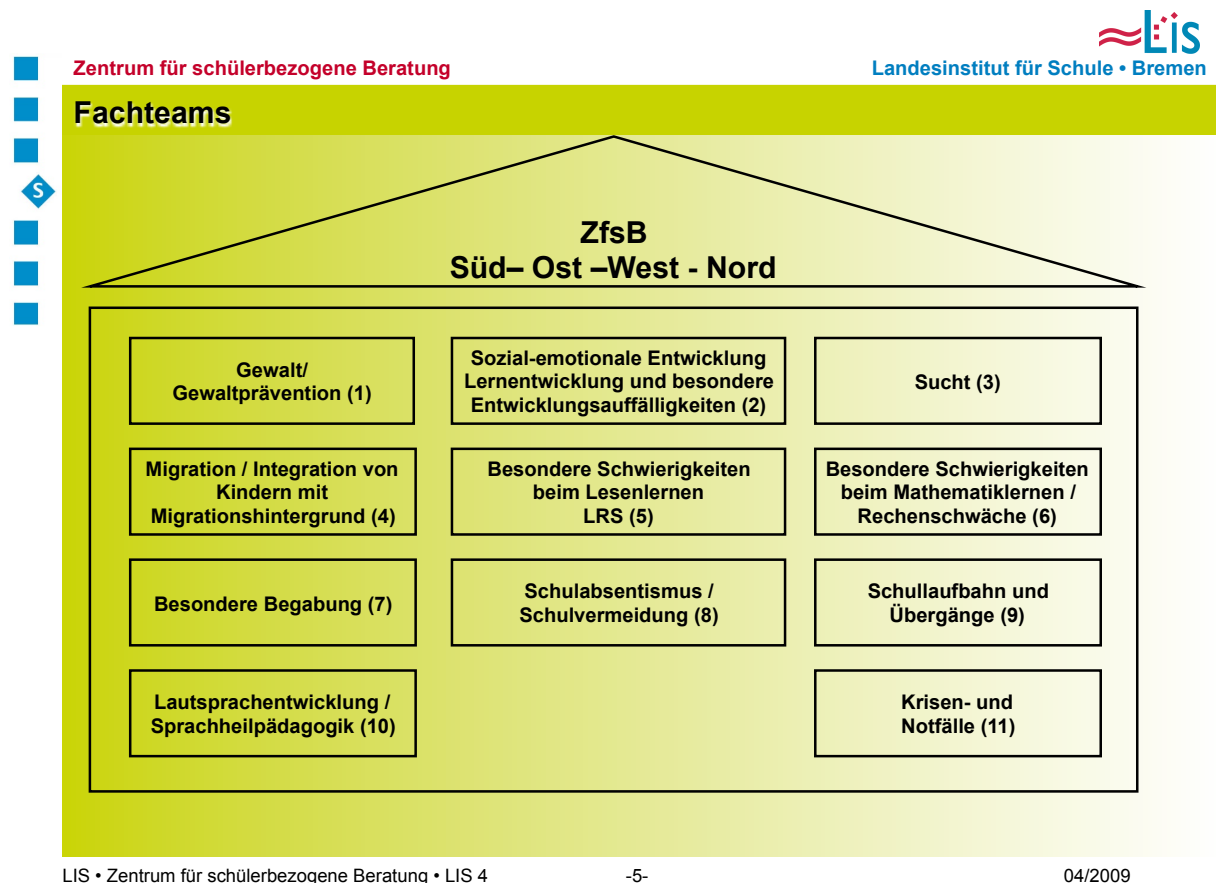 Lis
Zentrum für schülerbezogene Beratung
Landesinstitut für Schule • Bremen
Fachteams
S
ZfsB
Süd– Ost –West - Nord
Gewalt/
Gewaltprävention (1)
Sozial-emotionale Entwicklung
Lernentwicklung und besondere
Entwicklungsauffälligkeiten (2)
Sucht (3)
Migration / Integration von
Kindern mit
Migrationshintergrund (4)
Besondere Schwierigkeiten
beim Lesenlernen
LRS (5)
Besondere Schwierigkeiten
beim Mathematiklernen /
Rechenschwäche (6)
Besondere Begabung (7)
Schulabsentismus /
Schulvermeidung (8)
Schullaufbahn und
Übergänge (9)
Lautsprachentwicklung /
Sprachheilpädagogik (10)
Krisen- und
Notfälle (11)
LIS • Zentrum für schülerbezogene Beratung • LIS 4
-5-
04/2009